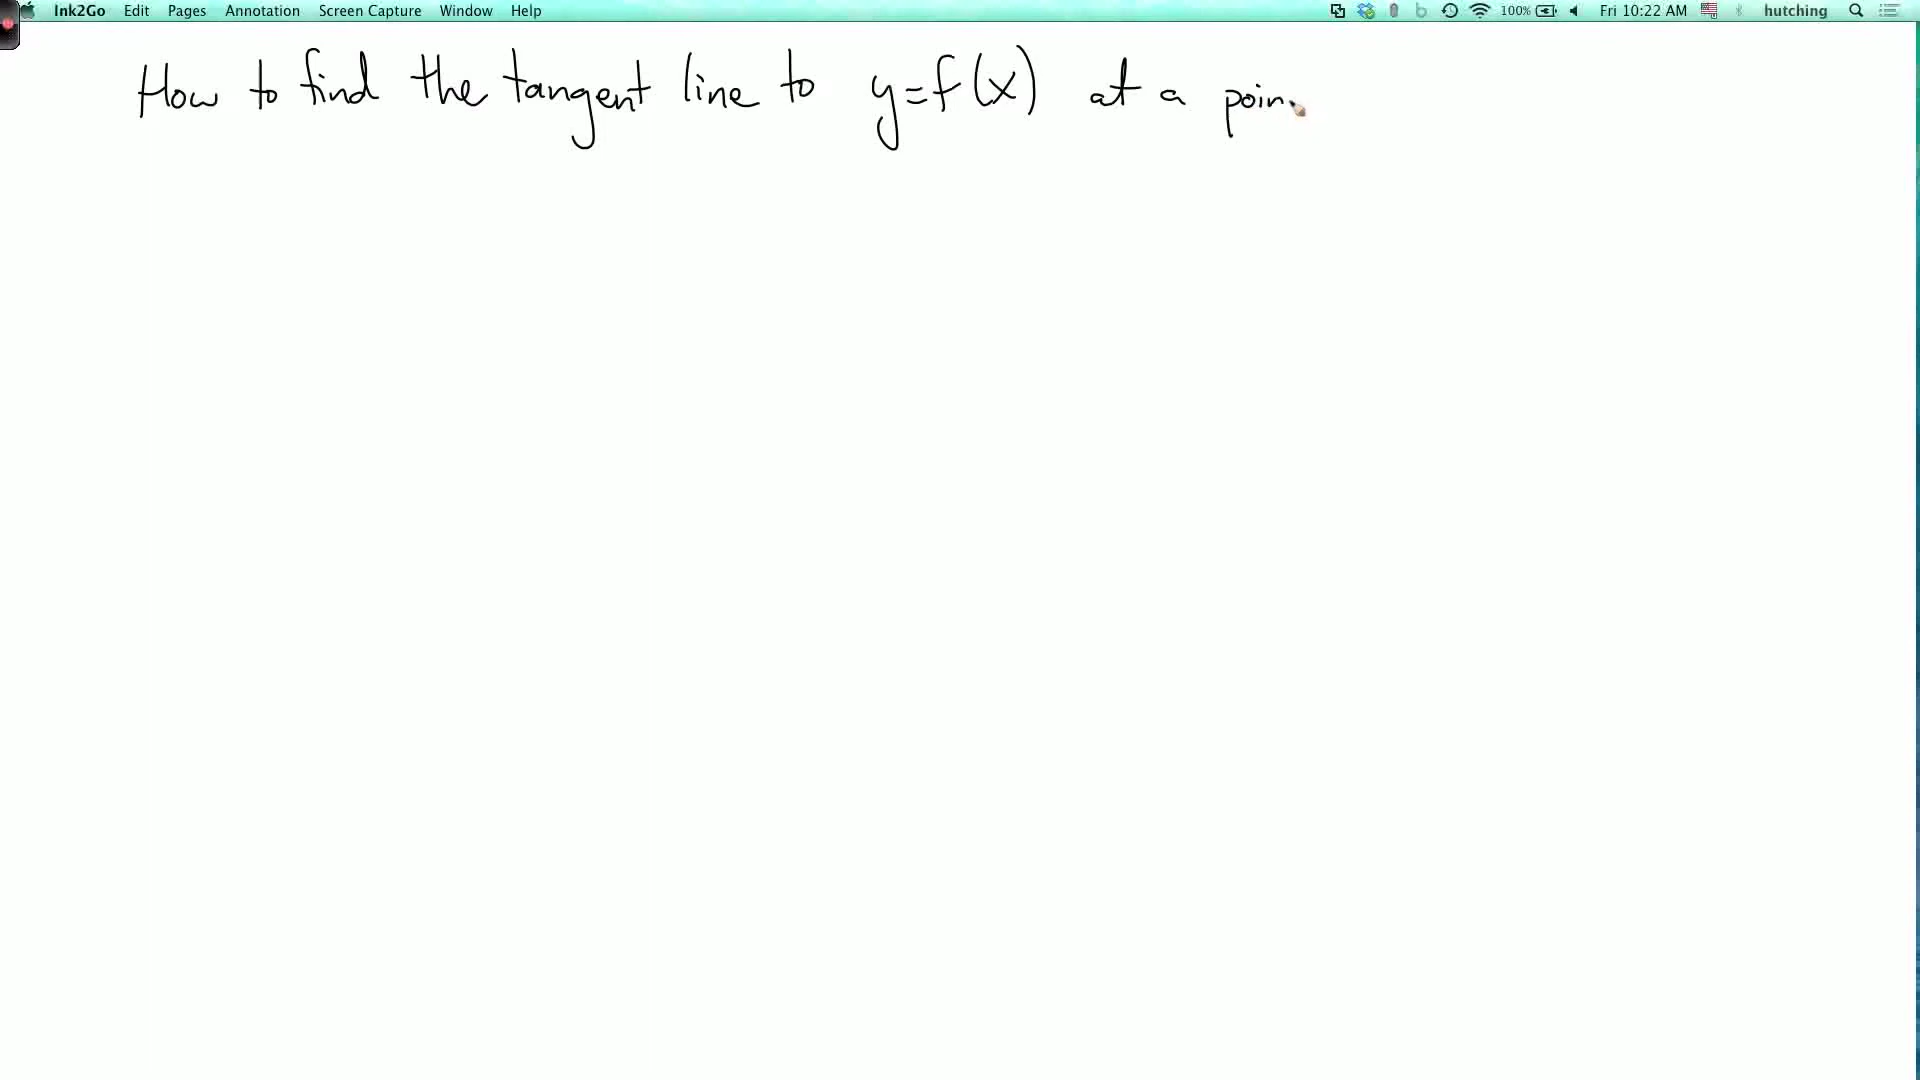 Ink2Go Edit Pages Annotation Screen Capture Window Help 100% Fri 10:22 AM hutching
How to find the tangent line to y=f(x) at a poin